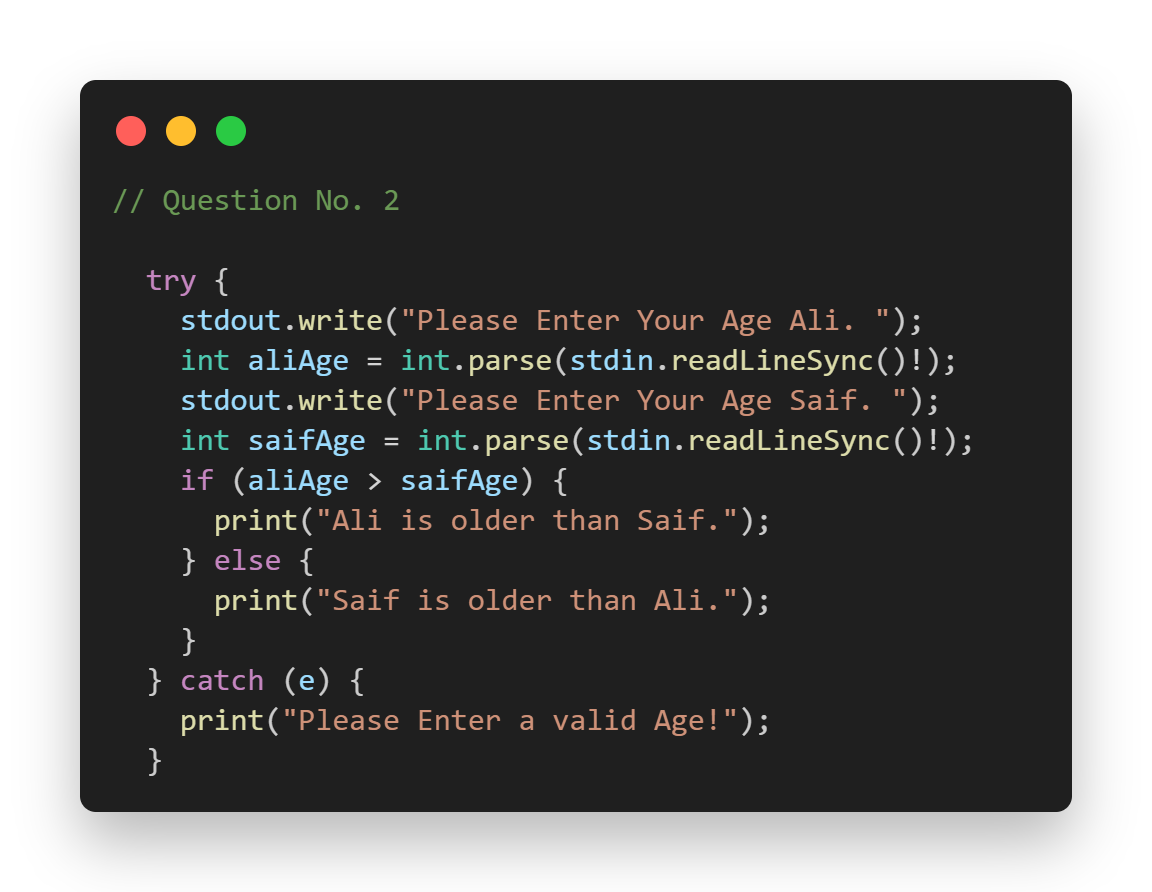 // Question No. 2
try {
stdout.write("Please Enter Your Age Ali. ");
int aliAge = int.parse(stdin.readLineSync()!);
stdout.write("Please Enter Your Age Saif. ");
int saifAge = int.parse(stdin.readLineSync()!);
if (aliAge > saifAge) {
print("Ali is older than Saif.");
} else {
print("Saif is older than Ali.");
}
} catch (e) {
print("Please Enter a valid Age!");
}